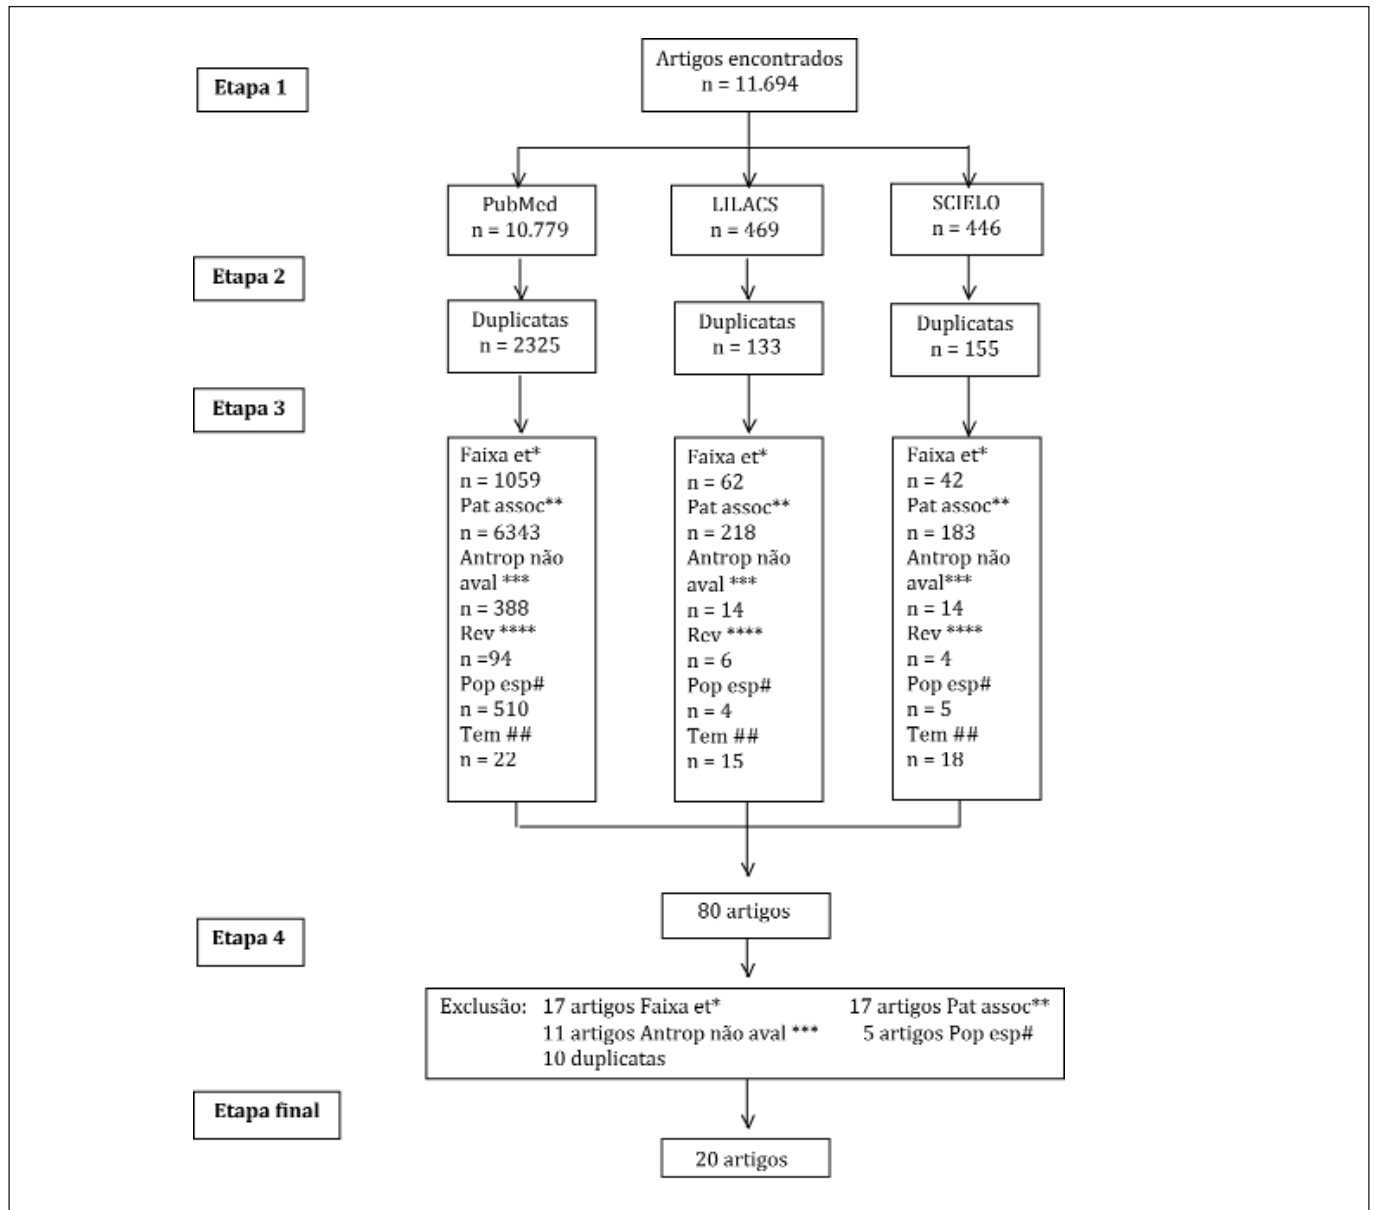 Etapa 1
Artigos encontrados
n = 11.694
PubMed
n = 10.779
LILACS
n = 469
SCIELO
n = 446
Etapa 2
Duplicatas
n = 2325
Duplicatas
n = 133
Duplicatas
n = 155
Etapa 3
Faixa et*
n = 1059
Pat assoc**
n = 6343
Antrop não
aval ***
n = 388
Rev ****
n =94
Pop esp#
n = 510
Tem ##
n = 22
Faixa et*
n = 62
Pat assoc**
n = 218
Antrop não
aval ***
n = 14
Rev ****
n = 6
Pop esp#
n = 4
Tem ##
n = 15
Faixa et*
n = 42
Pat assoc**
n = 183
Antrop não
aval***
n = 14
Rev ****
n = 4
Pop esp#
n = 5
Tem ##
n = 18
80 artigos
Etapa 4
Exclusão: 17 artigos Faixa et* 17 artigos Pat assoc**
11 artigos Antrop não aval *** 5 artigos Pop esp#
10 duplicatas
Etapa final
20 artigos